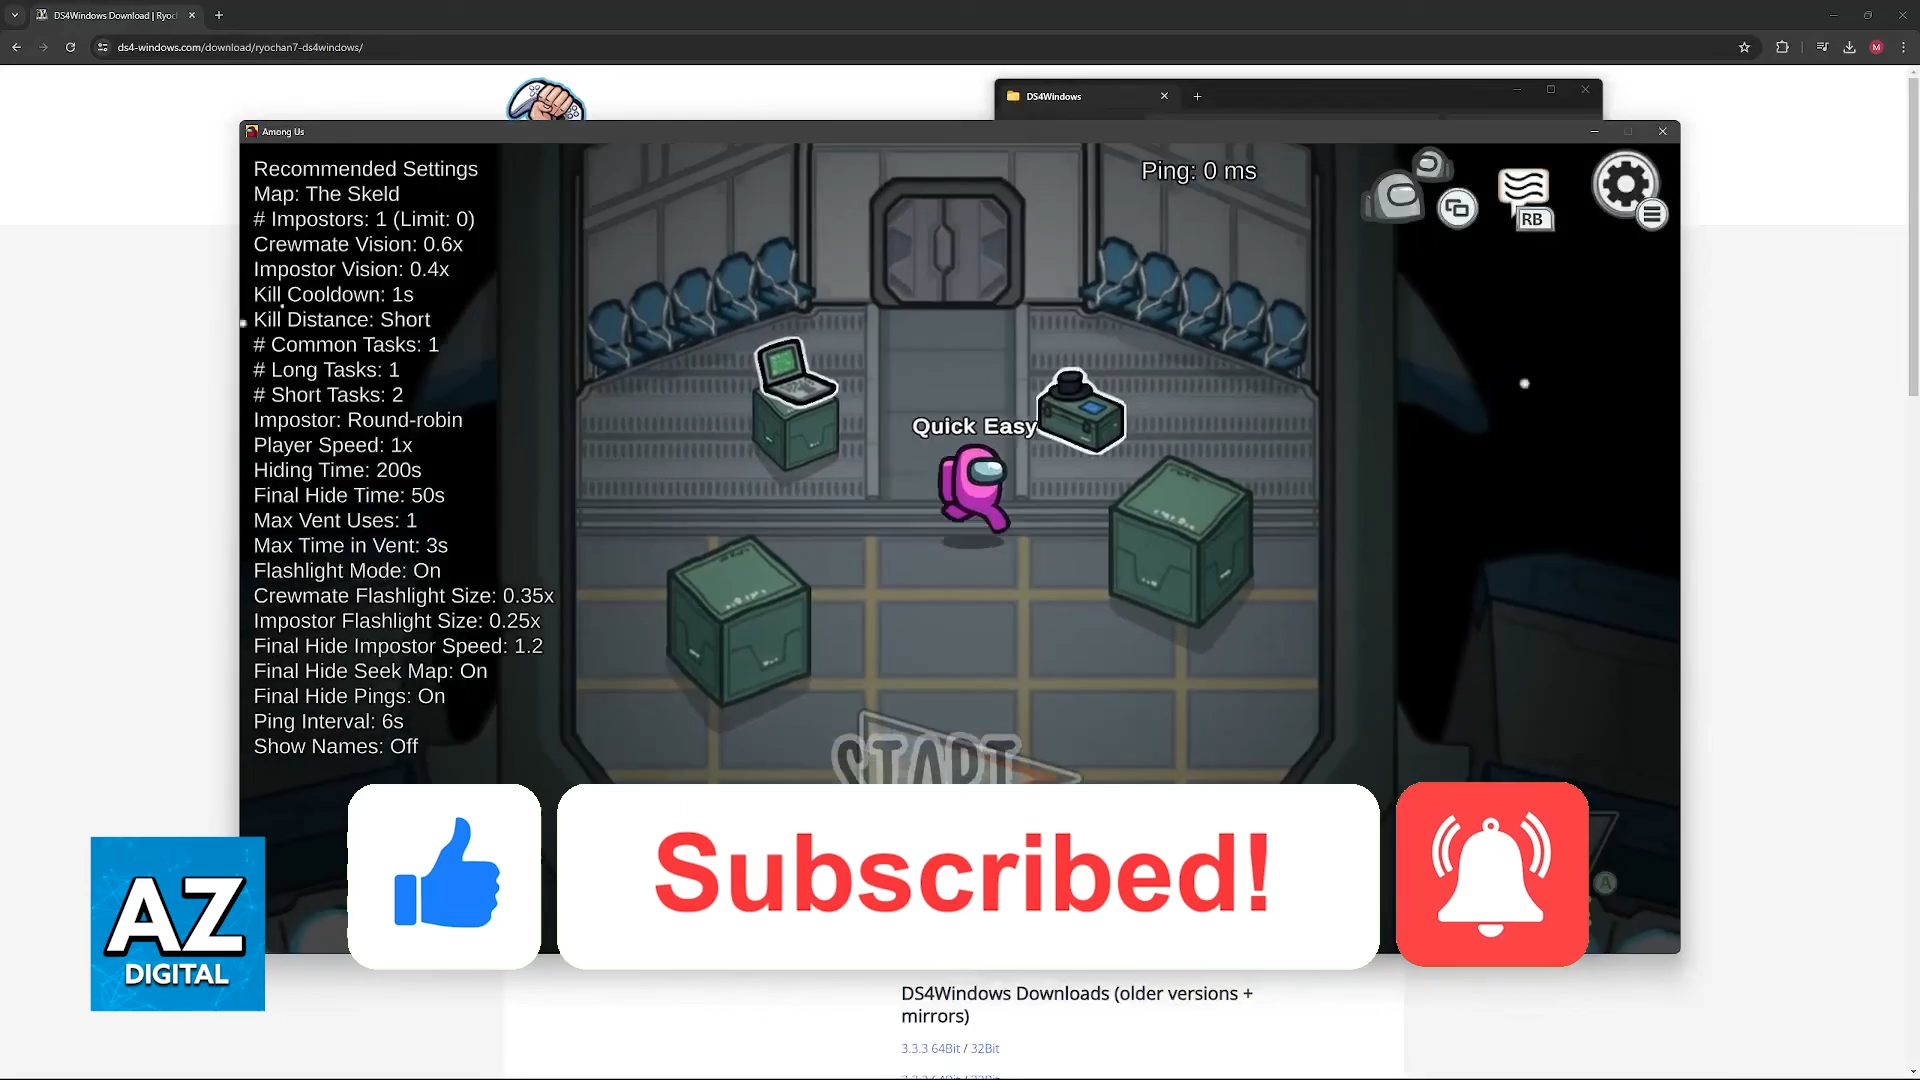 DS4Windows Download | Ryoc
ds4-windows.com/download/ryochan7-ds4windows/
M
DS4Windows
Among Us
Recommended Settings
Map: The Skeld
# Impostors: 1 (Limit: 0)
Crewmate Vision: 0.6x
Impostor Vision: 0.4x
Kill Cooldown: 1s
Kill Distance: Short
# Common Tasks: 1
# Long Tasks: 1
# Short Tasks: 2
Impostor: Round-robin
Player Speed: 1x
Hiding Time: 200s
Final Hide Time: 50s
Max Vent Uses: 1
Max Time in Vent: 3s
Flashlight Mode: On
Crewmate Flashlight Size: 0.35x
Impostor Flashlight Size: 0.25x
Final Hide Impostor Speed: 1.2
Final Hide Seek Map: On
Final Hide Pings: On
Ping Interval: 6s
Show Names: Off
Ping: 0 ms
RB
Quick Easy
START
Subscribed!
A
AZ
DIGITAL
DS4Windows Downloads (older versions +
mirrors)
3.3.3 64Bit / 32Bit